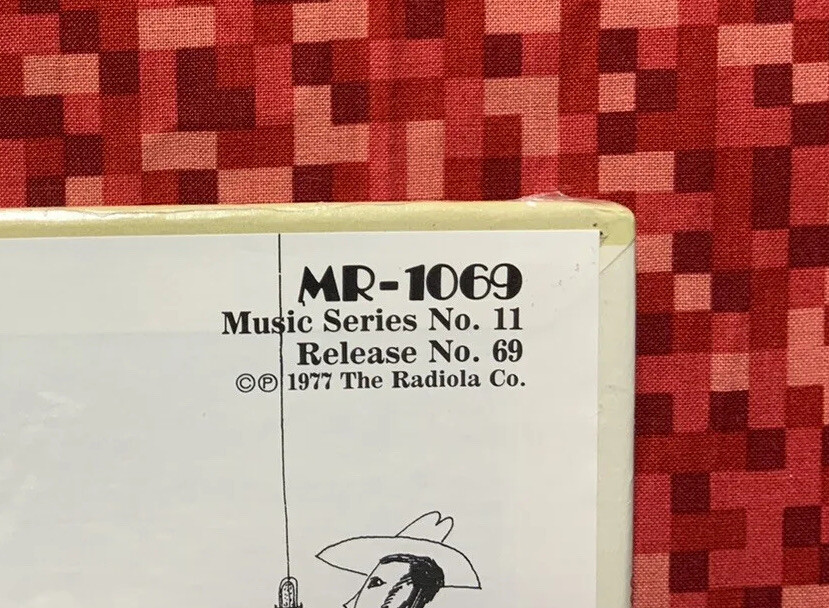 MR-1069
Music Series No. 11
Release No. 69
©℗ 1977 The Radiola Co.